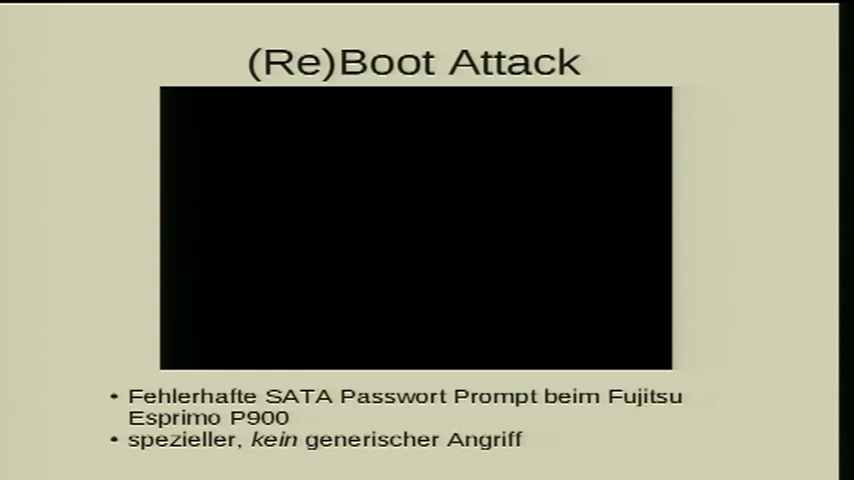 (Re)Boot Attack
• Fehlerhafte SATA Passwort Prompt beim Fujitsu
Esprimo P900
• spezieller, kein generischer Angriff